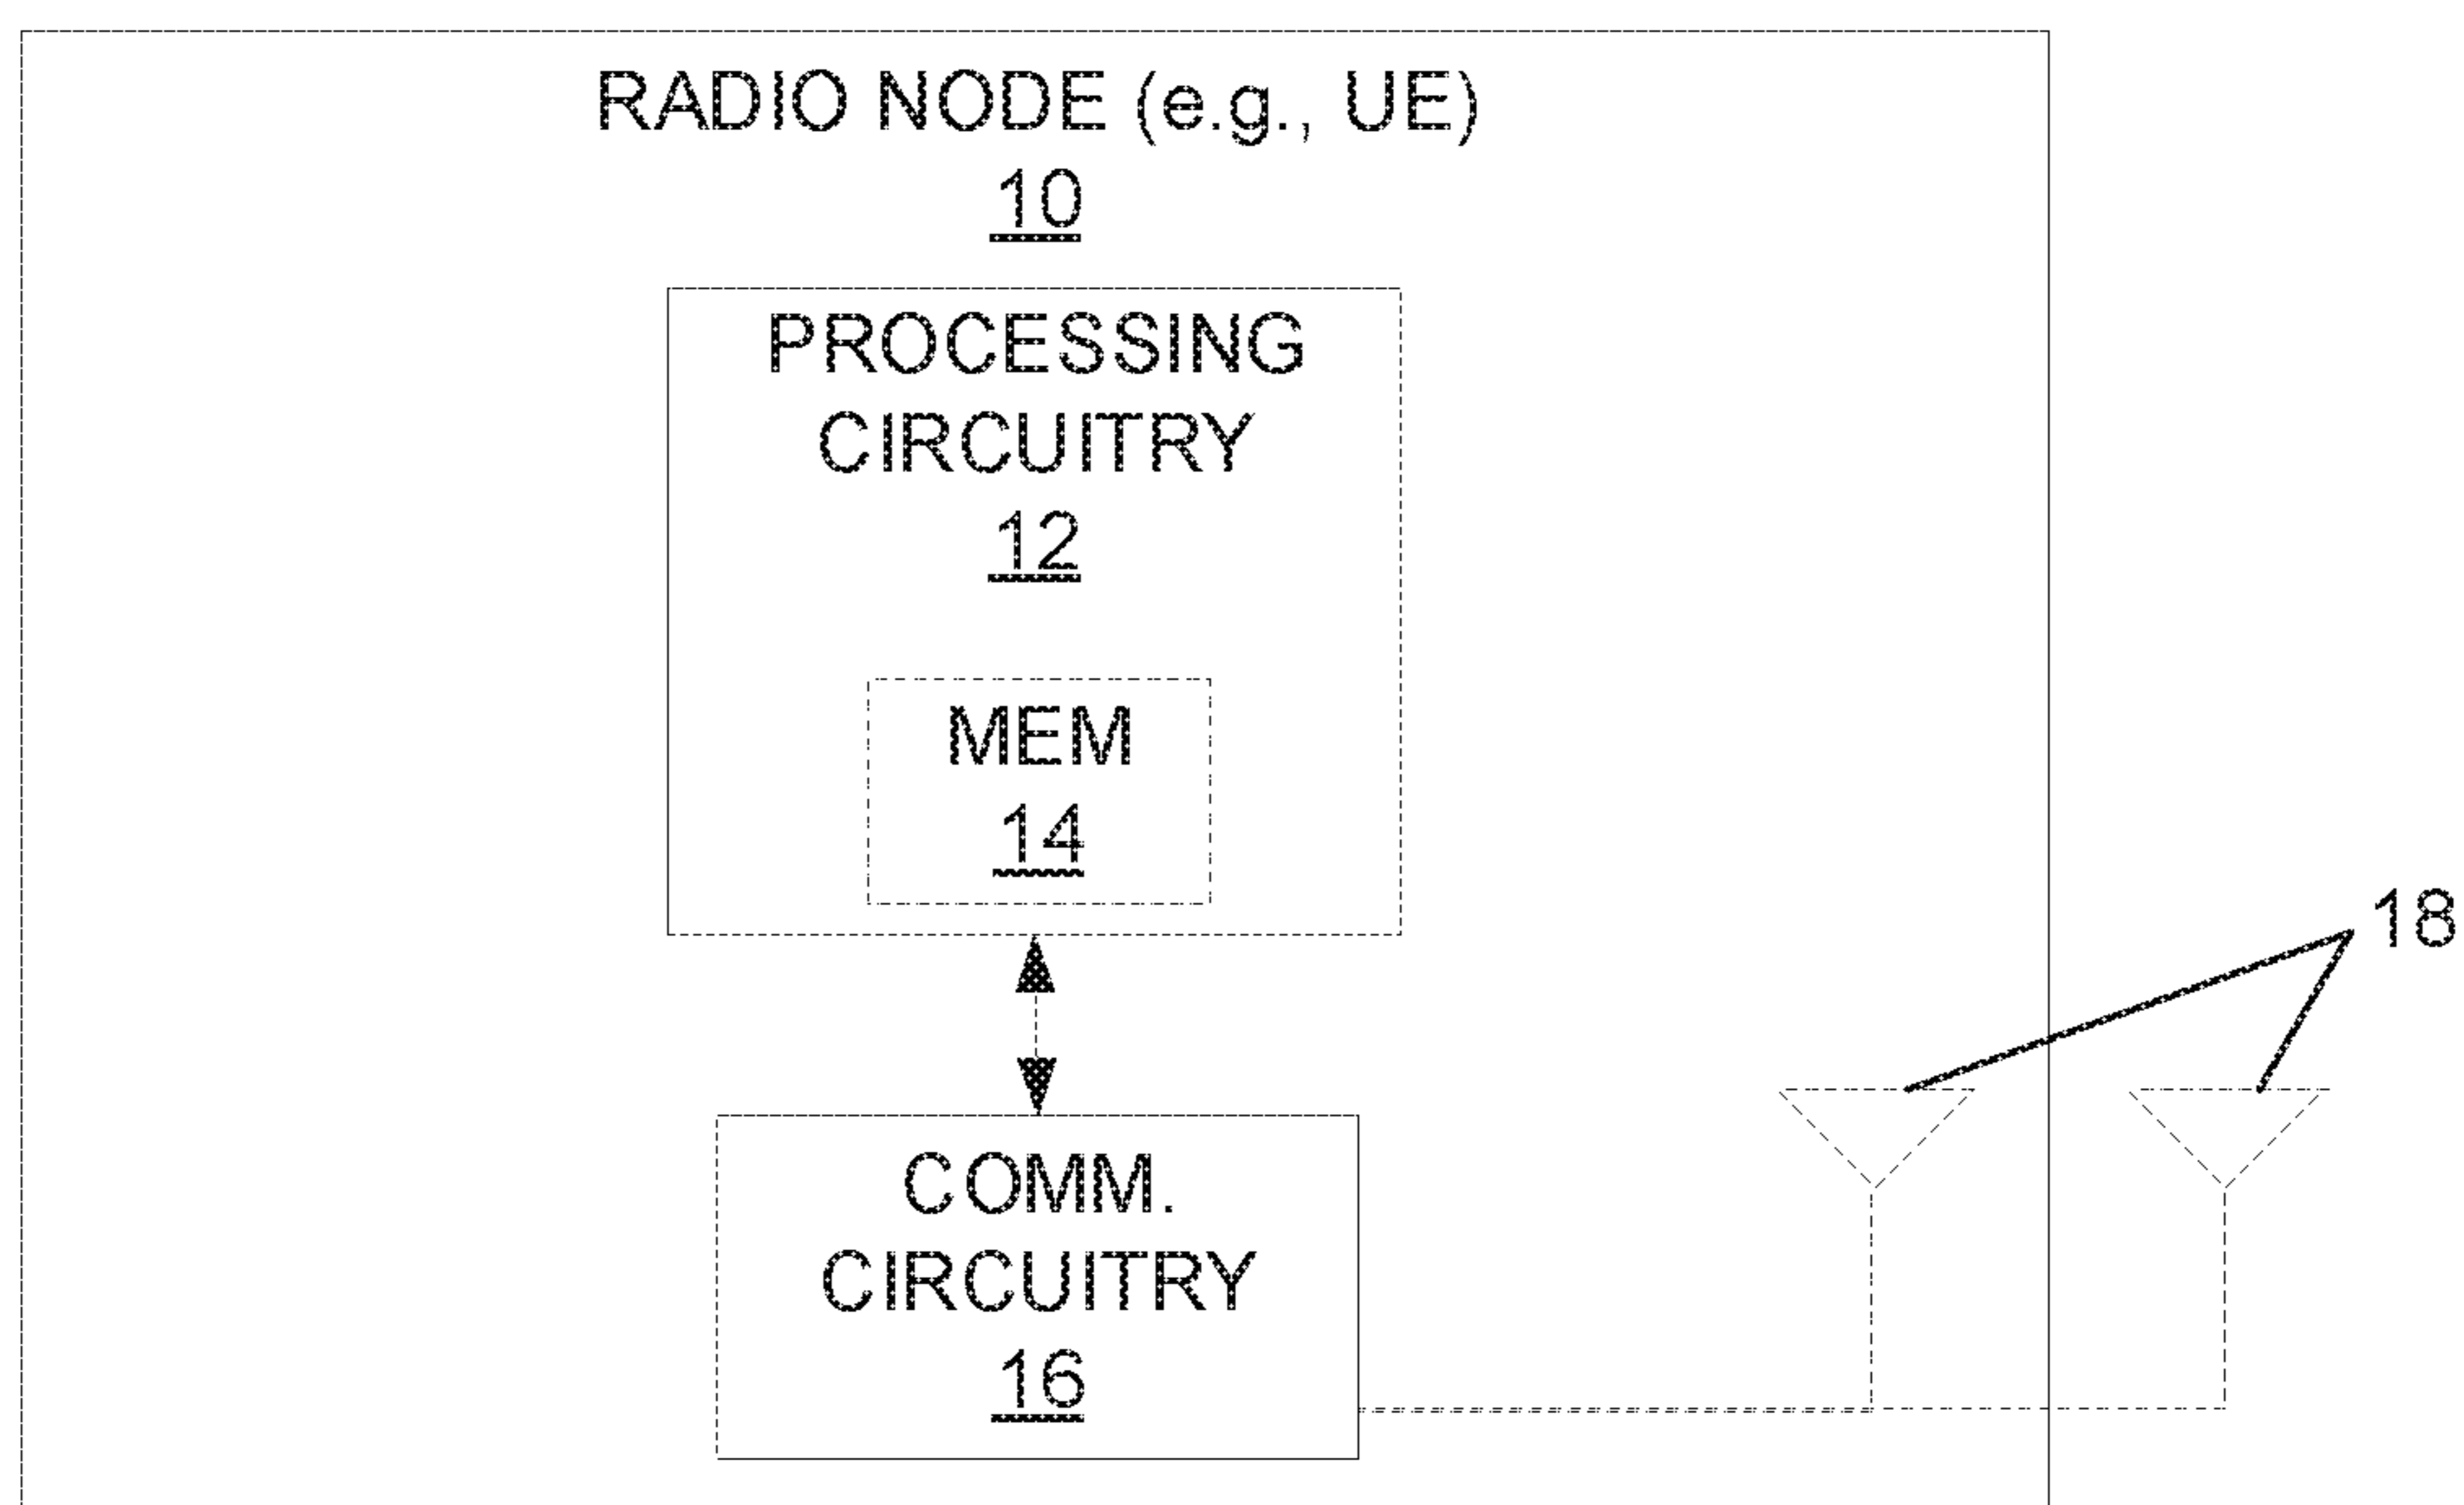 RADIO NODE (e.g., UE)
10
PROCESSING
CIRCUITRY
12
MEM
14
18
COMM.
CIRCUITRY
16